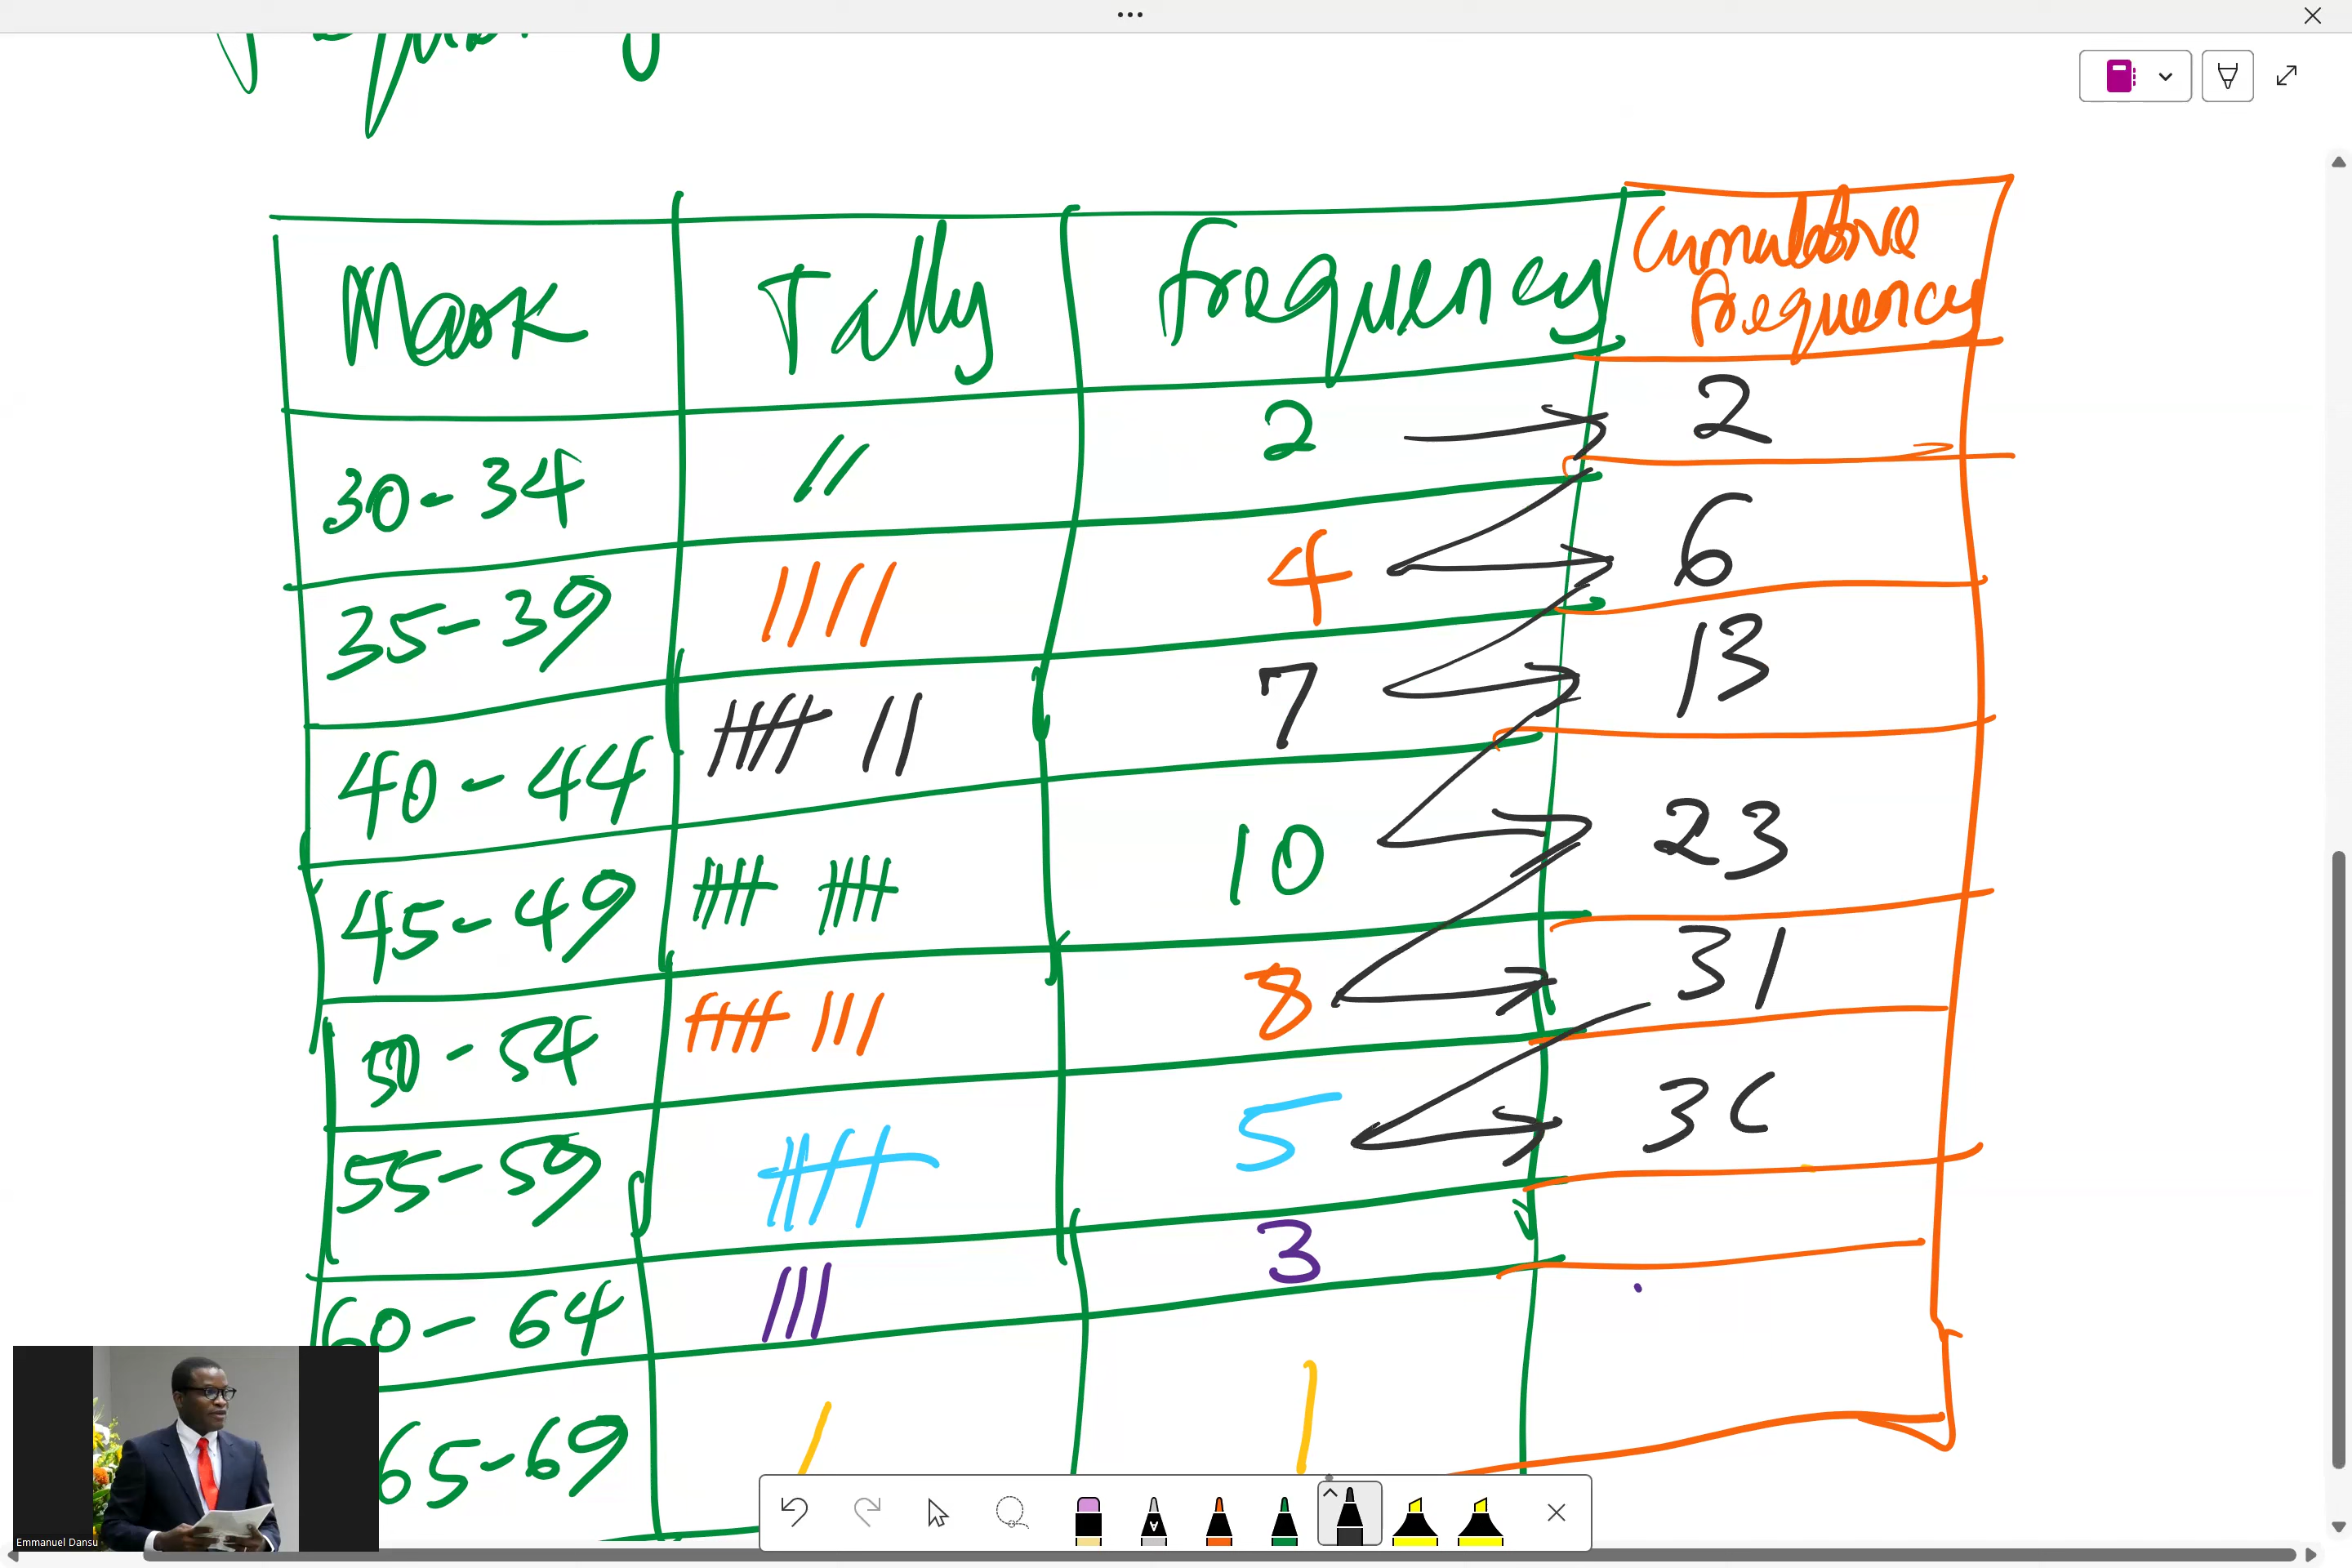 Mark Tally Frequency Cumulative Frequency
30 - 34 || 2 2
35 - 39 |||| 4 6
40 - 44 |||| || 7 13
45 - 49 |||| |||| 10 23
50 - 54 |||| ||| 8 31
55 - 59 |||| 5 3
60 - 64 ||| 3
65 - 69 | 1
Emmanuel Dansu